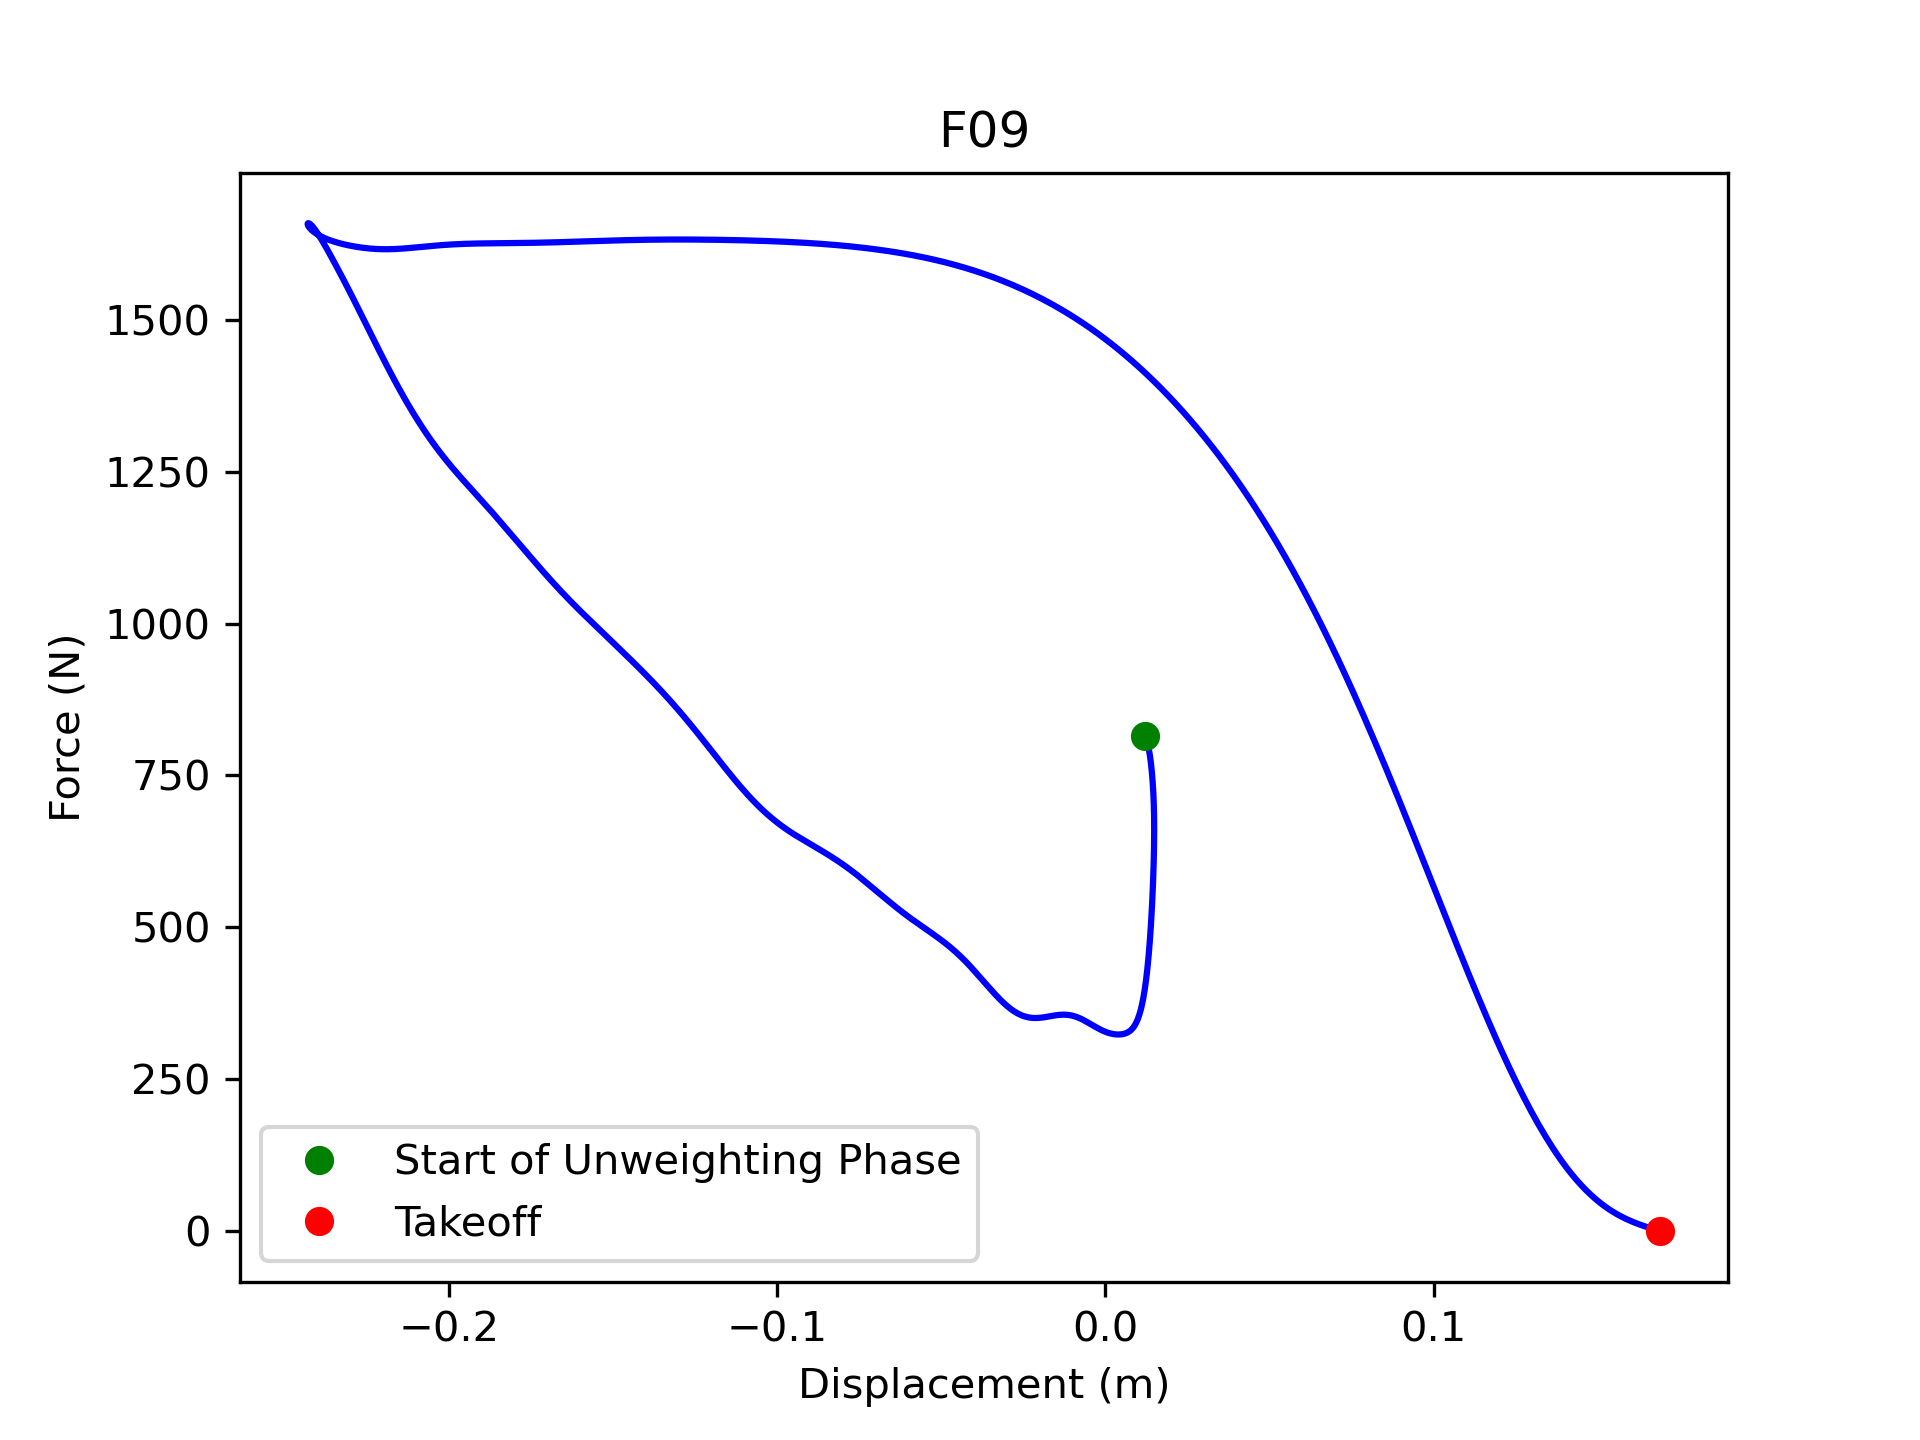 F09
Force (N)
1500
1250
1000
750
500
250
0
Start of Unweighting Phase
Takeoff
−0.2 −0.1 0.0 0.1
Displacement (m)